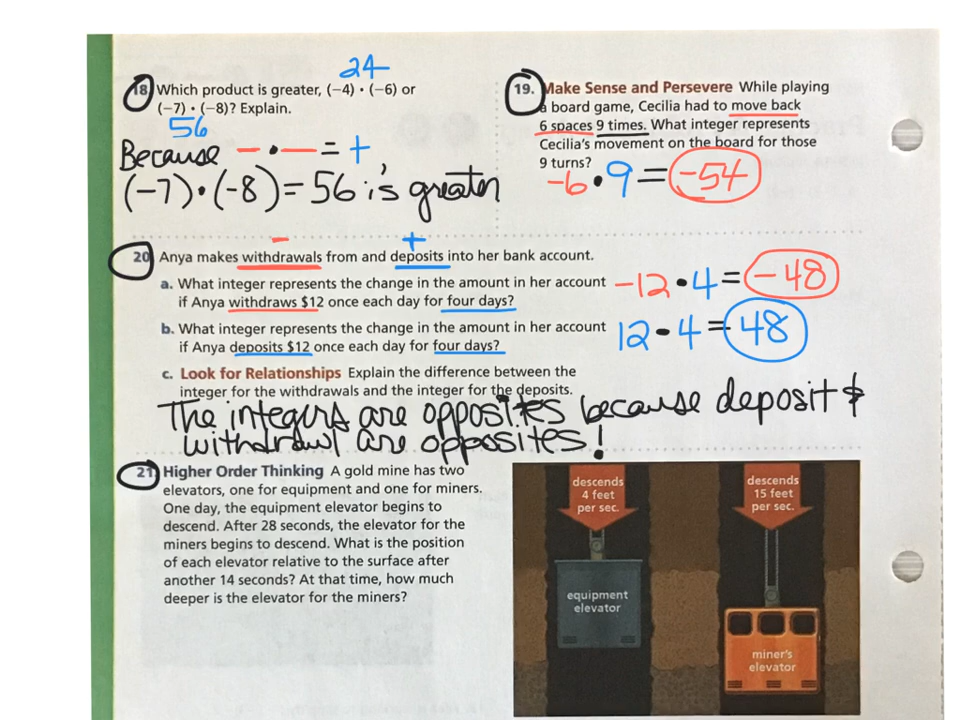 24
18. Which product is greater, (−4) • (−6) or
(−7) • (−8)? Explain.
56
Because − • − = +,
(−7) • (−8) = 56 is greater
19. Make Sense and Persevere While playing
a board game, Cecilia had to move back
6 spaces 9 times. What integer represents
Cecilia's movement on the board for those
9 turns?
−6 • 9 = −54
− +
20. Anya makes withdrawals from and deposits into her bank account.
a. What integer represents the change in the amount in her account
if Anya withdraws $12 once each day for four days?
−12 • 4 = −48
b. What integer represents the change in the amount in her account
if Anya deposits $12 once each day for four days?
12 • 4 = 48
c. Look for Relationships Explain the difference between the
integer for the withdrawals and the integer for the deposits.
The integers are opposites because deposit &
withdrawl are opposites!
21. Higher Order Thinking A gold mine has two
elevators, one for equipment and one for miners.
One day, the equipment elevator begins to
descend. After 28 seconds, the elevator for the
miners begins to descend. What is the position
of each elevator relative to the surface after
another 14 seconds? At that time, how much
deeper is the elevator for the miners?
descends
4 feet
per sec.
equipment
elevator
descends
15 feet
per sec.
miner's
elevator